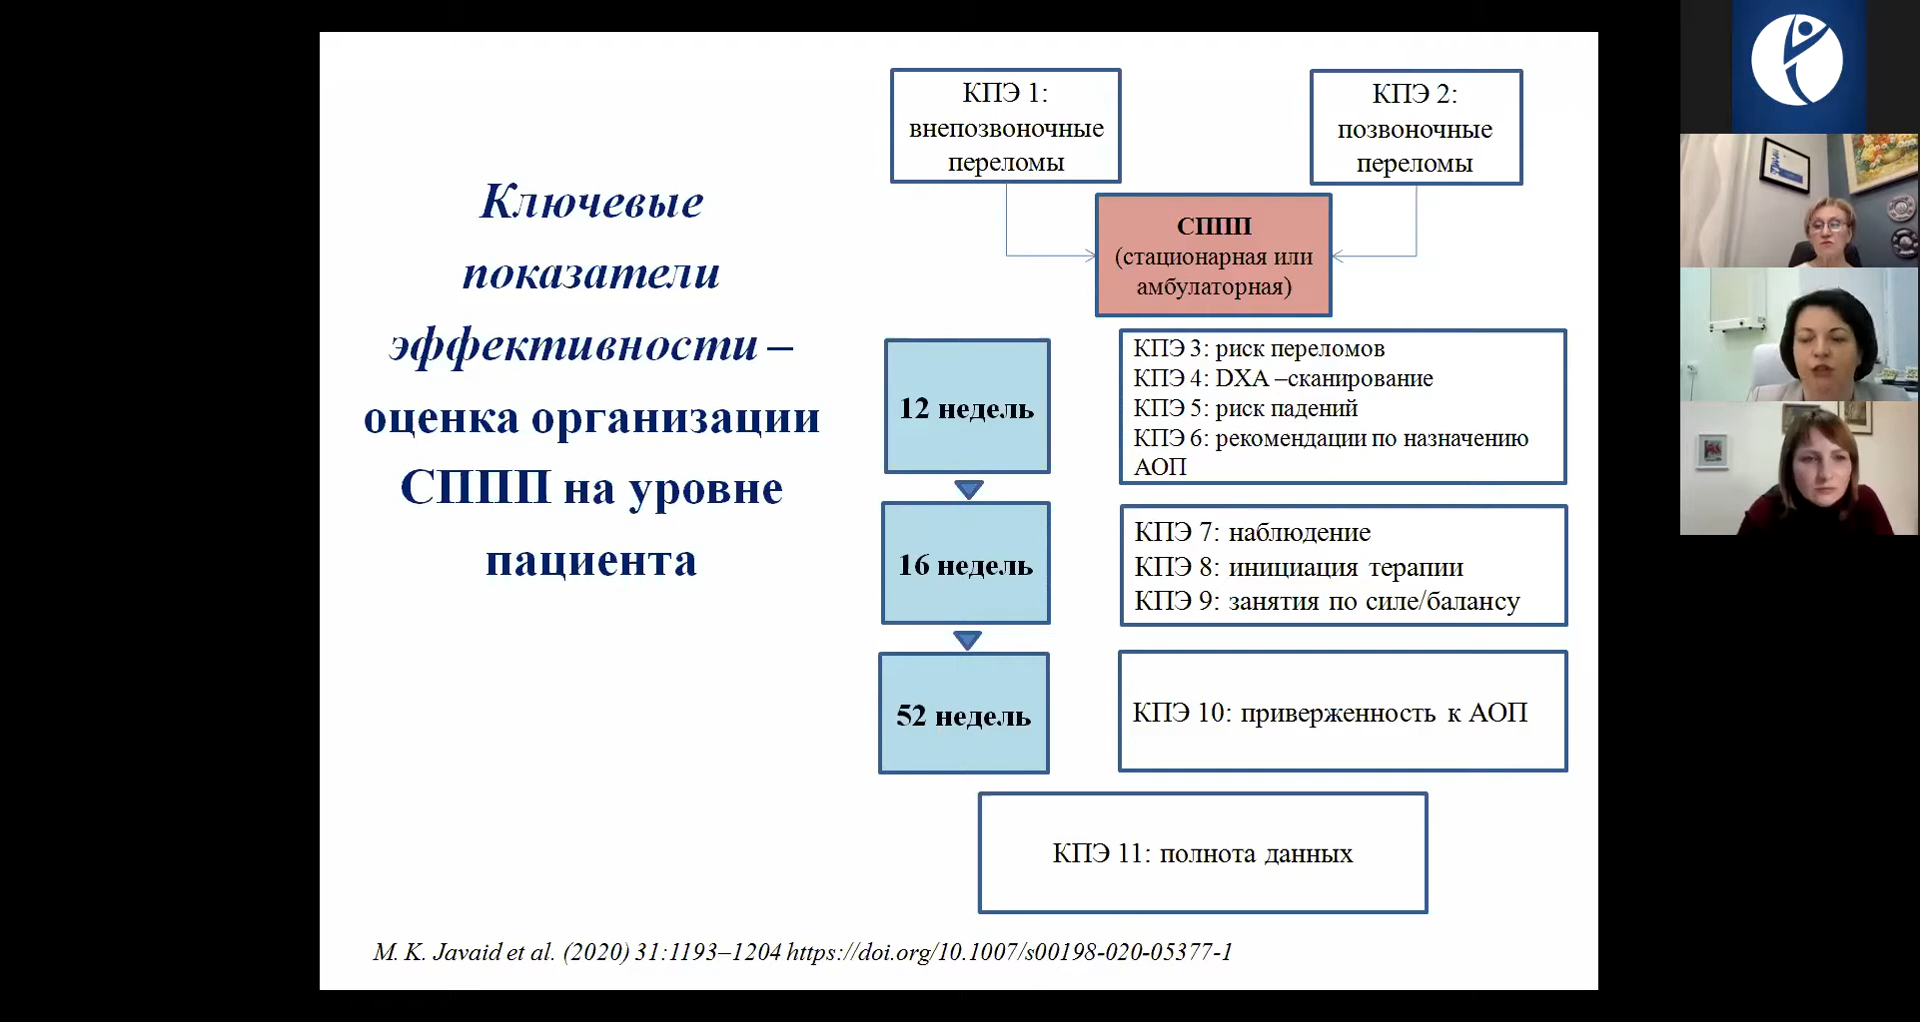 Ключевые
показатели
эффективности –
оценка организации
СППП на уровне
пациента
КПЭ 1:
внепозвоночные
переломы
КПЭ 2:
позвоночные
переломы
СППП
(стационарная или
амбулаторная)
12 недель
КПЭ 3: риск переломов
КПЭ 4: DXA –сканирование
КПЭ 5: риск падений
КПЭ 6: рекомендации по назначению
АОП
16 недель
КПЭ 7: наблюдение
КПЭ 8: инициация терапии
КПЭ 9: занятия по силе/балансу
52 недель
КПЭ 10: приверженность к АОП
КПЭ 11: полнота данных
M. K. Javaid et al. (2020) 31:1193–1204 https://doi.org/10.1007/s00198-020-05377-1